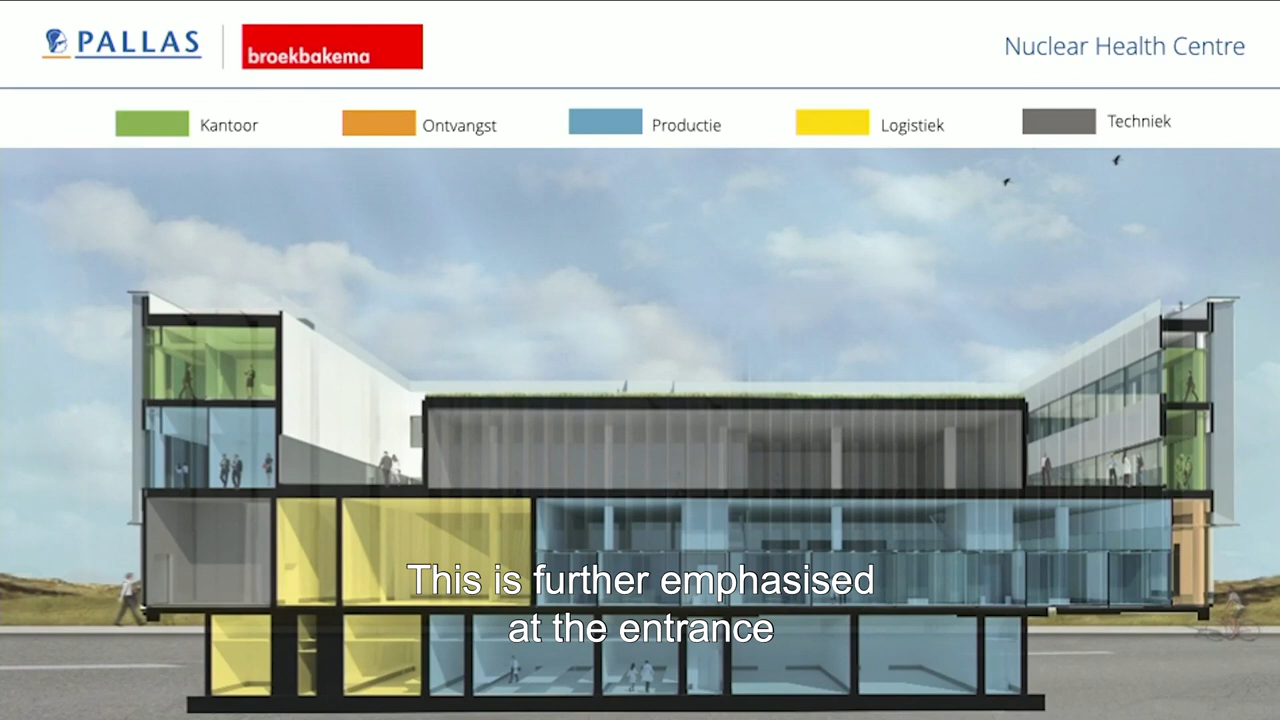 PALLAS
broekbakema
Nuclear Health Centre
Kantoor
Ontvangst
Productie
Logistiek
Techniek
This is further emphasised
at the entrance